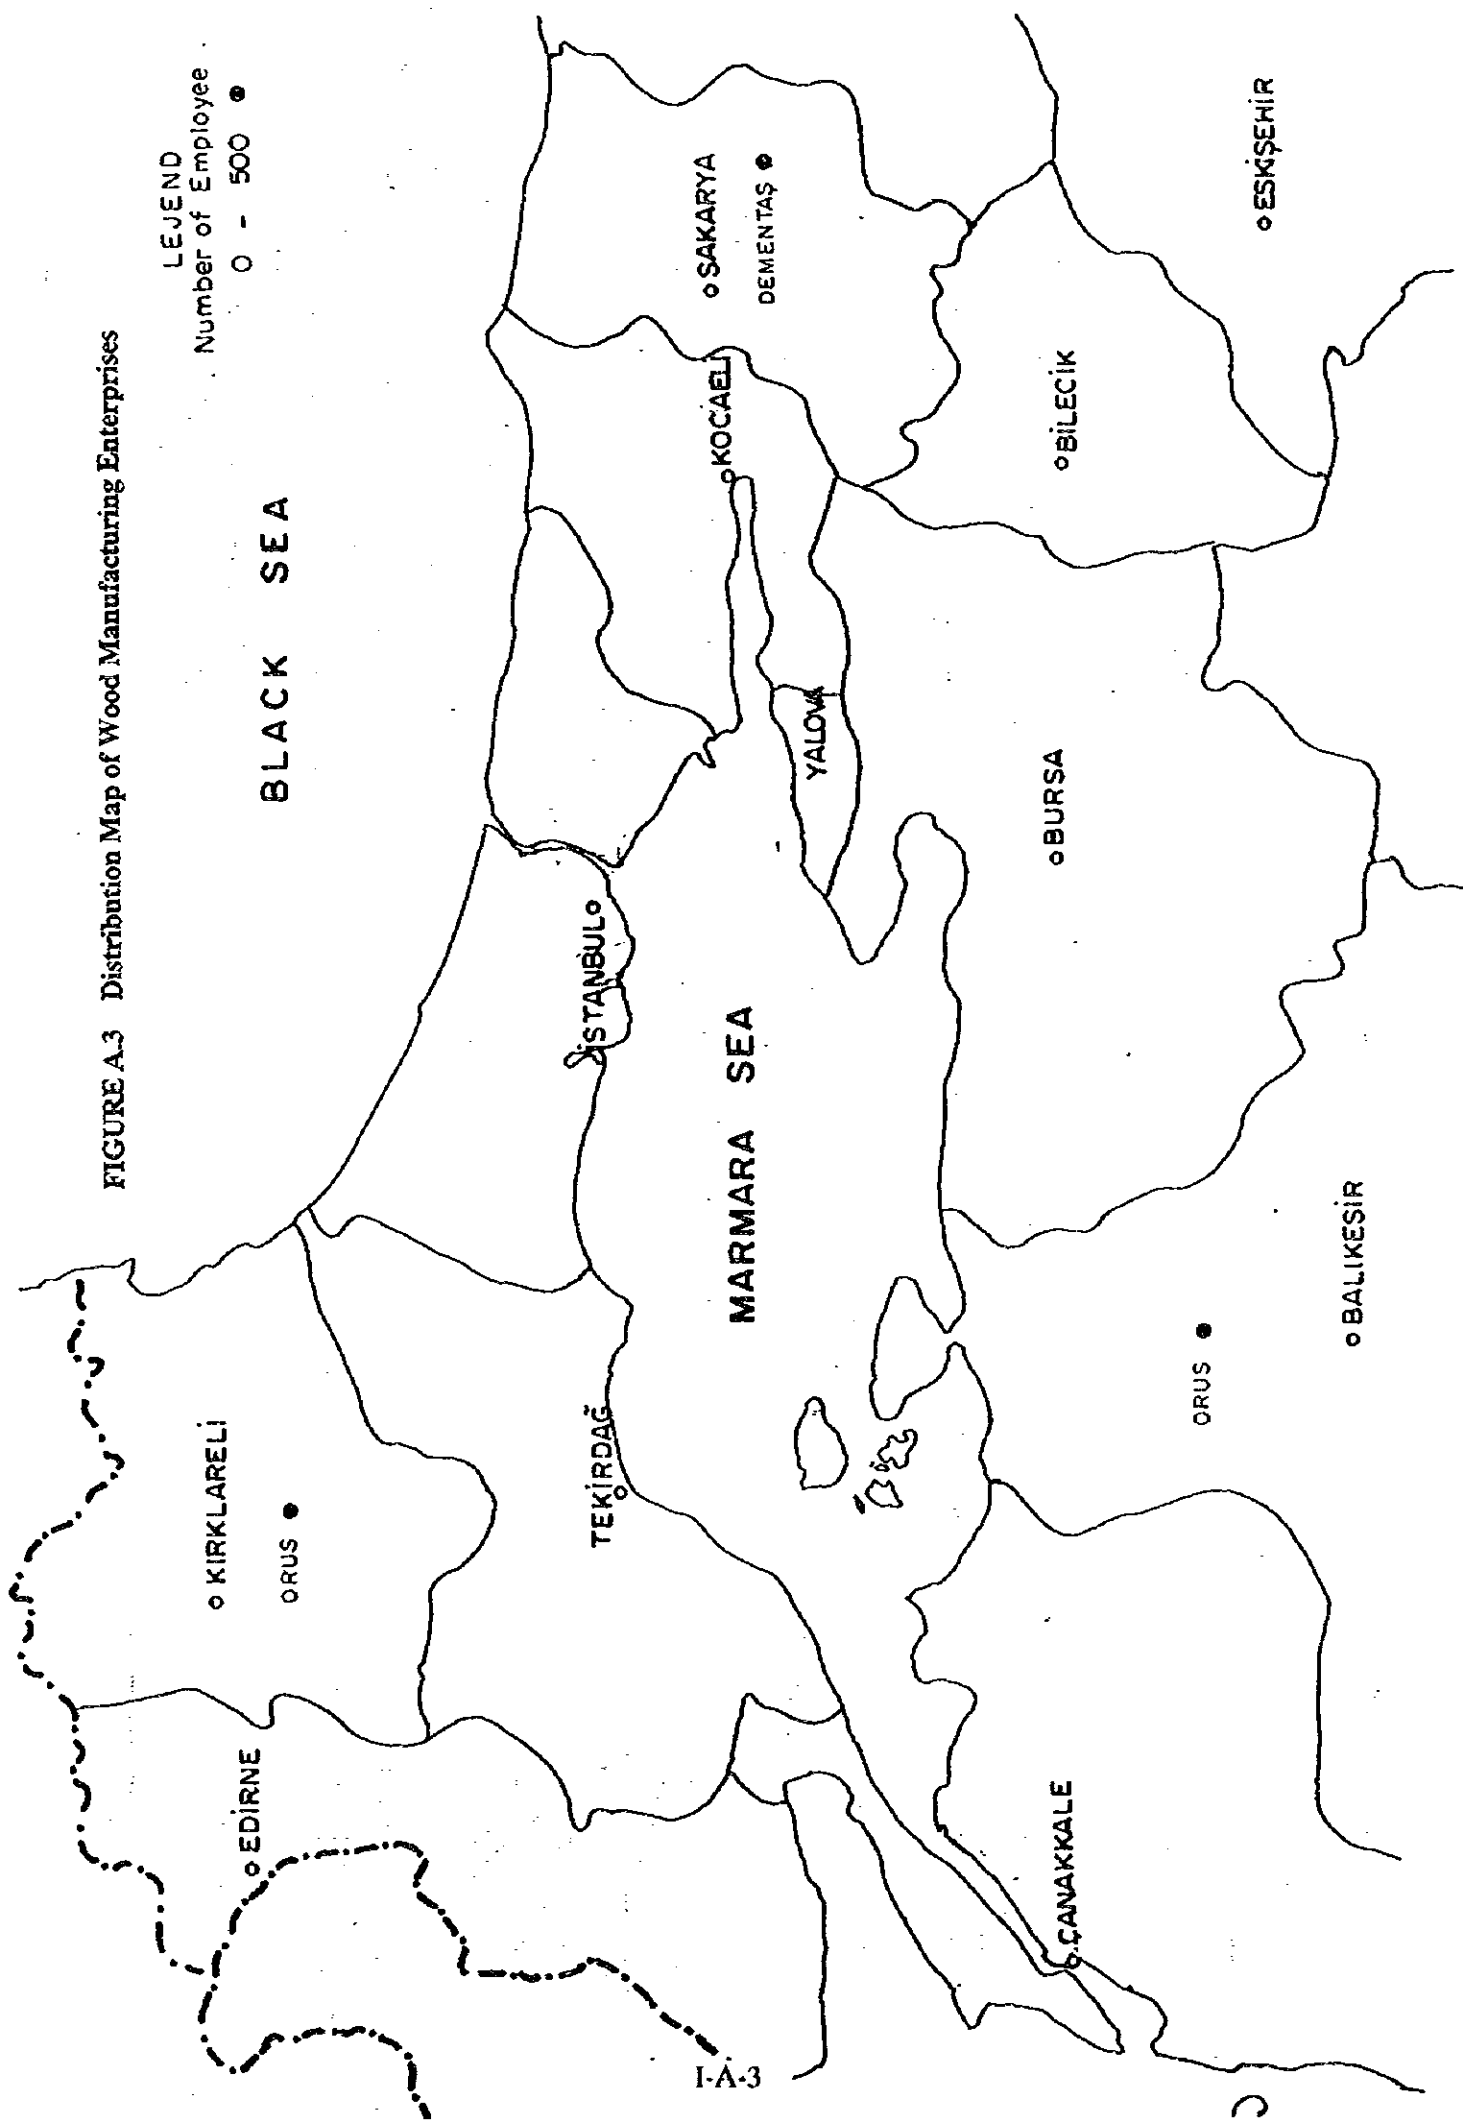 FIGURE A.3 Distribution Map of Wood Manufacturing Enterprises
LEJEND
Number of Employee
0 - 500
BLACK SEA
KIRKLARELİ
ORUS
EDİRNE
TEKİRDAĞ
İSTANBUL
KOCAELİ
SAKARYA
DEMENTAŞ
YALOVA
MARMARA SEA
BURSA
BİLECİK
ESKİŞEHİR
ÇANAKKALE
ORUS
BALIKESİR
I-A-3